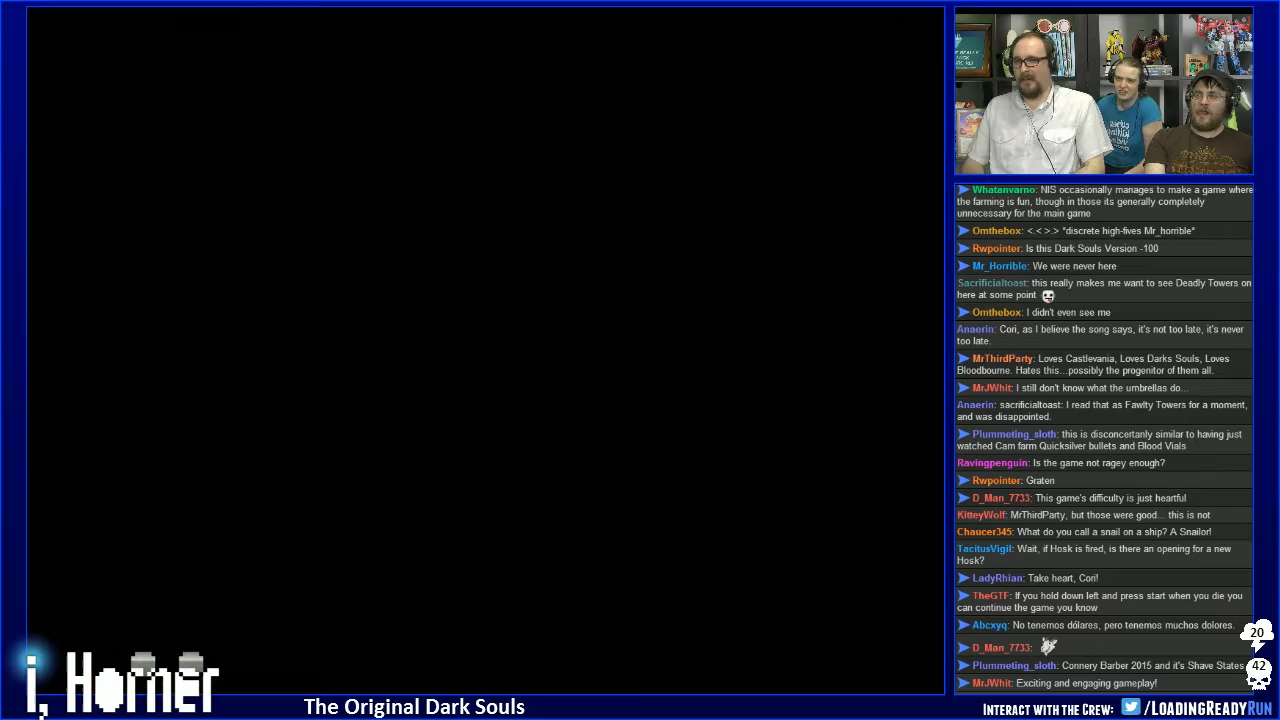 Whatanvarno: NIS occasionally manages to make a game where
the farming is fun, though in those its generally completely
unnecessary for the main game
Omthebox: <.< >.> *discrete high-fives Mr_horrible*
Rwpointer: Is this Dark Souls Version -100
Mr_Horrible: We were never here
Sacrificialtoast: this really makes me want to see Deadly Towers on
here at some point
Omthebox: I didn't even see me
Anaerin: Cori, as I believe the song says, it's not too late, it's never
too late.
MrThirdParty: Loves Castlevania, Loves Darks Souls, Loves
Bloodbourne. Hates this...possibly the progenitor of them all.
MrJWhit: I still don't know what the umbrellas do...
Anaerin: sacrificialtoast: I read that as Fawlty Towers for a moment,
and was disappointed.
Plummeting_sloth: this is disconcertanly similar to having just
watched Cam farm Quicksilver bullets and Blood Vials
Ravingpenguin: Is the game not ragey enough?
Rwpointer: Graten
D_Man_7733: This game's difficulty is just heartful
KitteyWolf: MrThirdParty, but those were good... this is not
Chaucer345: What do you call a snail on a ship? A Snailor!
TacitusVigil: Wait, if Hosk is fired, is there an opening for a new
Hosk?
LadyRhian: Take heart, Cori!
TheGTF: If you hold down left and press start when you die you
can continue the game you know
Abcxyq: No tenemos dólares, pero tenemos muchos dolores.
20
D_Man_7733:
Plummeting_sloth: Connery Barber 2015 and it's Shave States
42
MrJWhit: Exciting and engaging gameplay!
i, Horner
The Original Dark Souls
INTERACT WITH THE CREW: /LOADINGREADYRUN